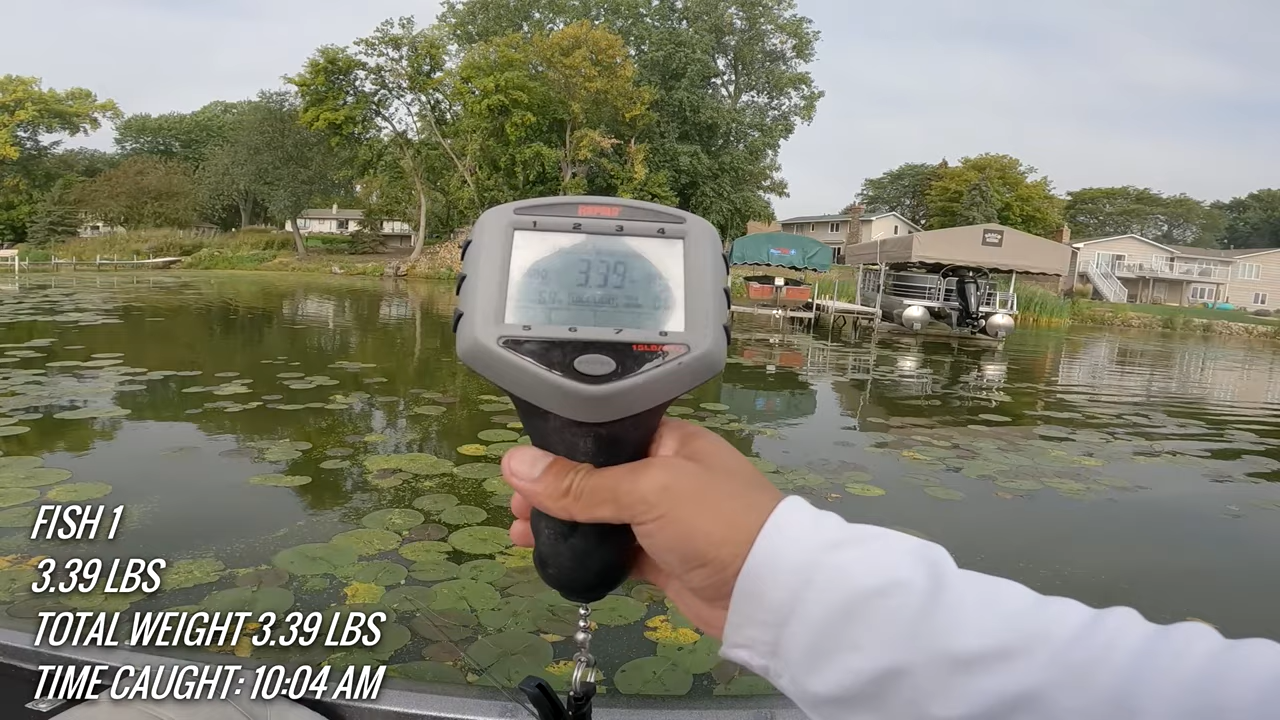 RAPALA
1 2 3 4
3.39
5 6 7 8
FISH 1
3.39 LBS
TOTAL WEIGHT 3.39 LBS
TIME CAUGHT: 10:04 AM